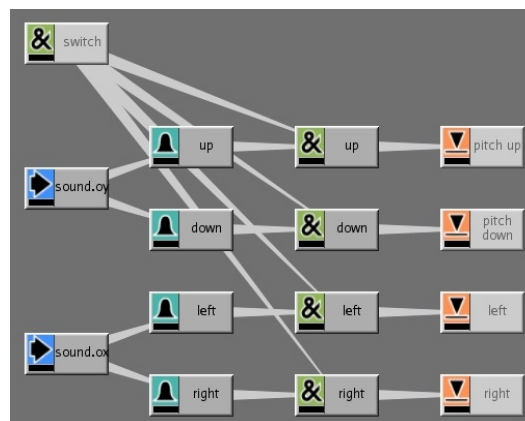 & switch
up
& up
pitch up
sound.oy
down
& down
pitch
down
left
& left
left
sound.ox
right
& right
right